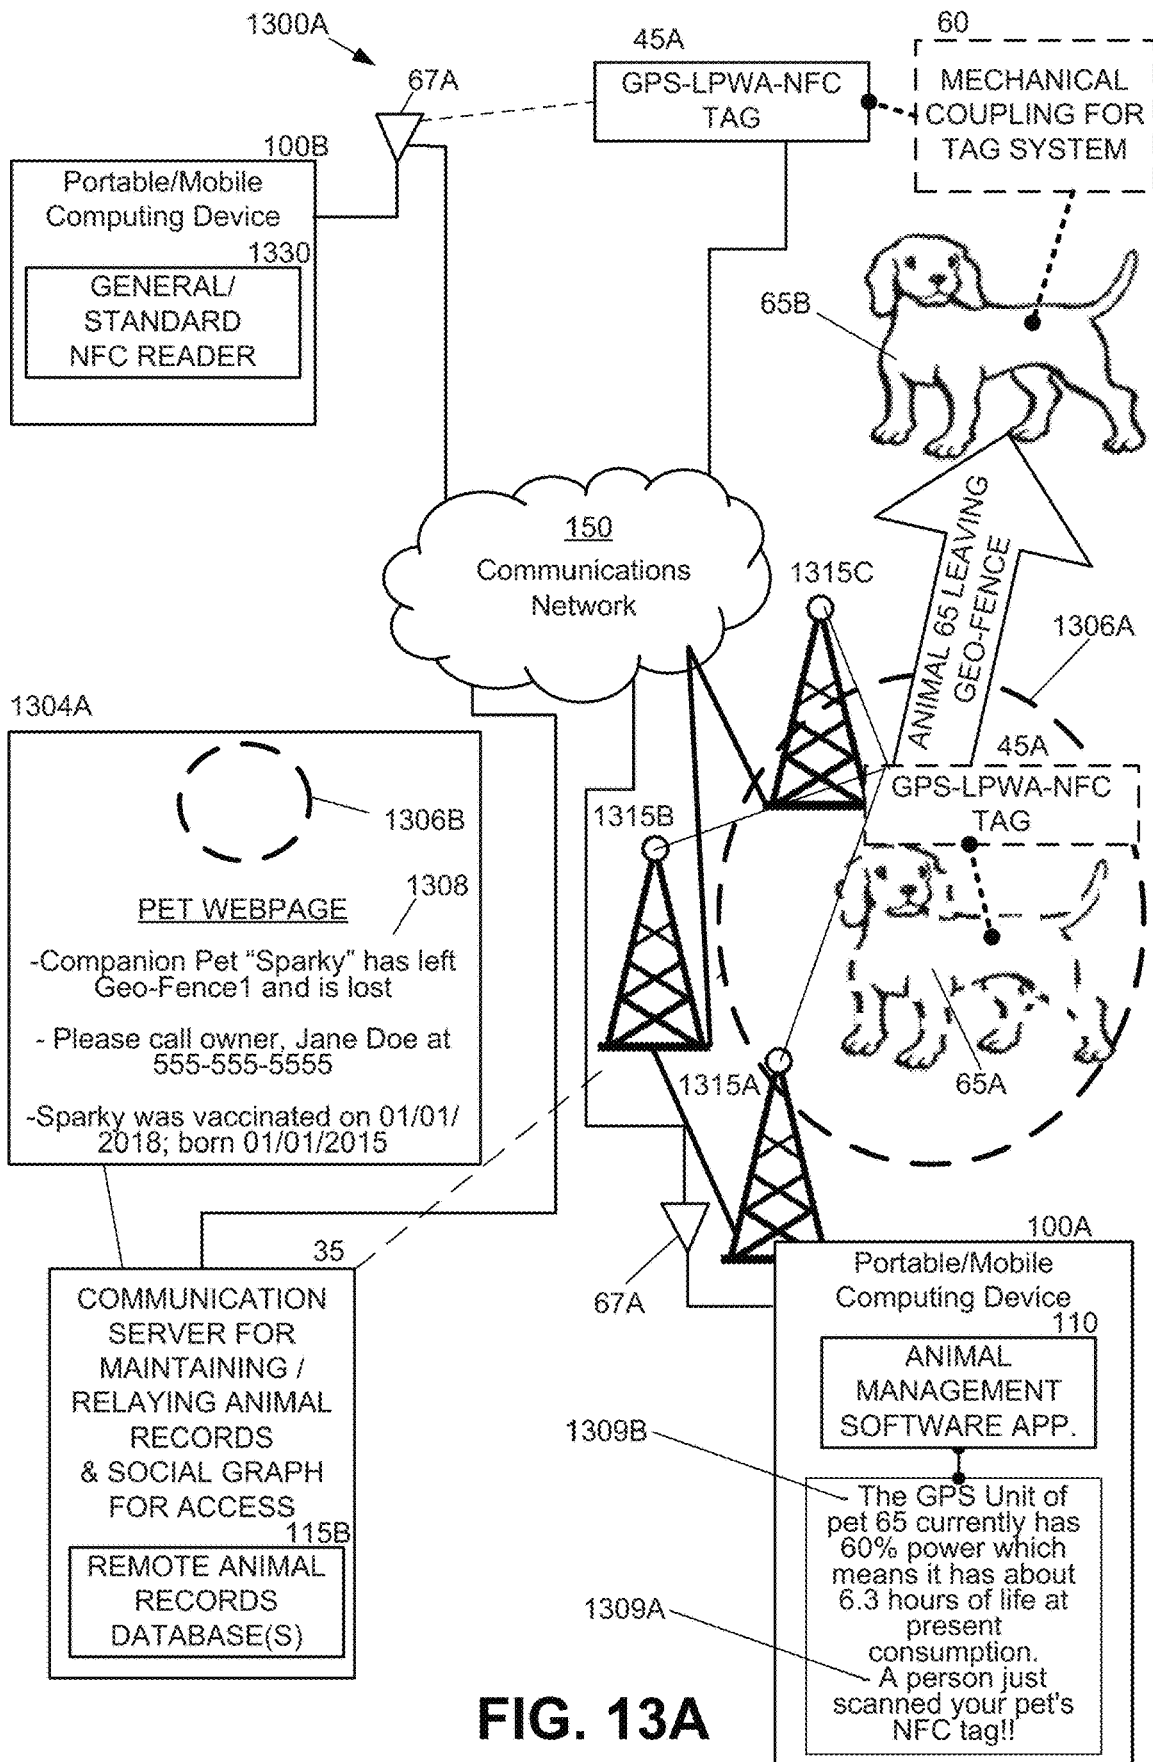 1300A
67A
45A
GPS-LPWA-NFC
TAG
60
MECHANICAL
COUPLING FOR
TAG SYSTEM
100B
Portable/Mobile
Computing Device
1330
GENERAL/
STANDARD
NFC READER
65B
150
Communications
Network
1315C
ANIMAL 65 LEAVING
GEO-FENCE
1306A
1304A
1306B
1308
PET WEBPAGE
-Companion Pet “Sparky” has left
Geo-Fence1 and is lost
- Please call owner, Jane Doe at
555-555-5555
-Sparky was vaccinated on 01/01/
2018; born 01/01/2015
1315B
45A
GPS-LPWA-NFC
TAG
65A
1315A
35
COMMUNICATION
SERVER FOR
MAINTAINING /
RELAYING ANIMAL
RECORDS
& SOCIAL GRAPH
FOR ACCESS
115B
REMOTE ANIMAL
RECORDS
DATABASE(S)
67A
100A
Portable/Mobile
Computing Device
110
ANIMAL
MANAGEMENT
SOFTWARE APP.
1309B
- The GPS Unit of
pet 65 currently has
60% power which
means it has about
6.3 hours of life at
present
consumption.
1309A
- A person just
scanned your pet's
NFC tag!!
FIG. 13A